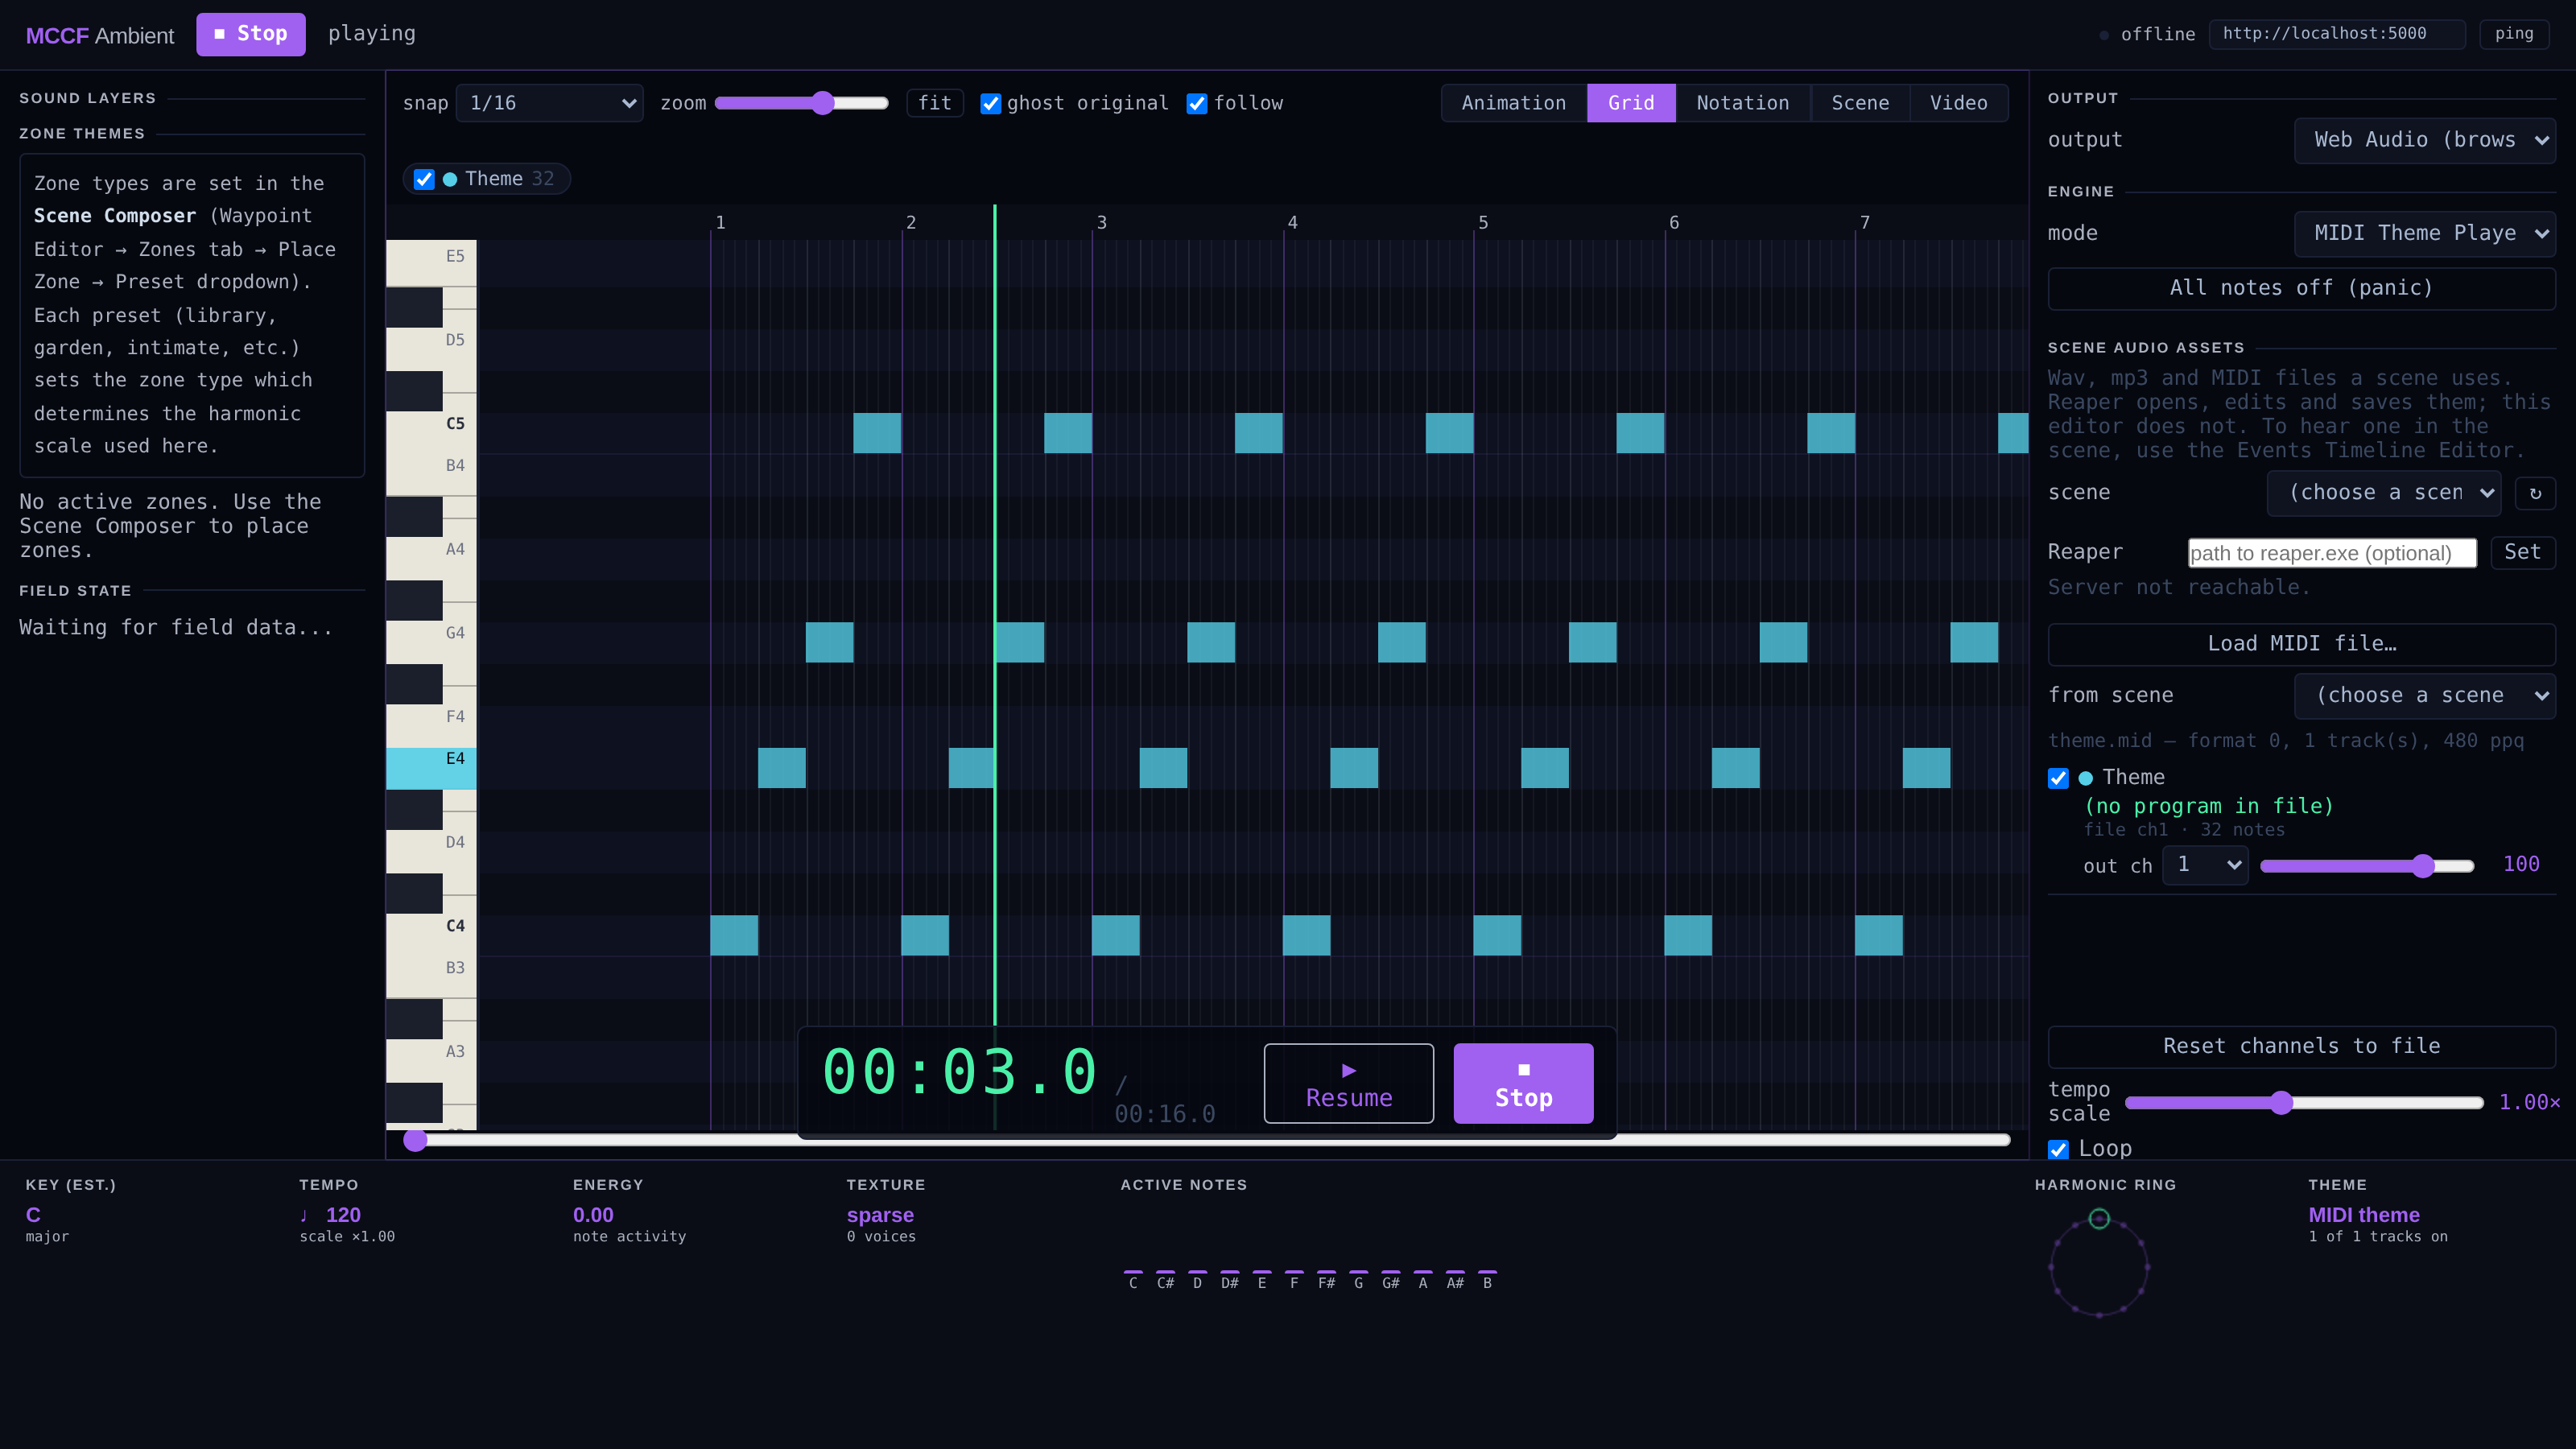 MCCF Ambient
■ Stop
playing
offline
http://localhost:5000
ping
SOUND LAYERS
ZONE THEMES
Zone types are set in the
Scene Composer (Waypoint
Editor → Zones tab → Place
Zone → Preset dropdown).
Each preset (library,
garden, intimate, etc.)
sets the zone type which
determines the harmonic
scale used here.
No active zones. Use the
Scene Composer to place
zones.
FIELD STATE
Waiting for field data...
snap 1/16 zoom fit ghost original follow
Animation Grid Notation Scene Video
Theme 32
1 2 3 4 5 6 7
E5
D5
C5
B4
A4
G4
F4
E4
D4
C4
B3
A3
00:03.0
/
00:16.0
▶
Resume
■
Stop
OUTPUT
output Web Audio (brows
ENGINE
mode MIDI Theme Playe
All notes off (panic)
SCENE AUDIO ASSETS
Wav, mp3 and MIDI files a scene uses.
Reaper opens, edits and saves them; this
editor does not. To hear one in the
scene, use the Events Timeline Editor.
scene (choose a scen ↻
Reaper path to reaper.exe (optional) Set
Server not reachable.
Load MIDI file…
from scene (choose a scene
theme.mid — format 0, 1 track(s), 480 ppq
Theme
(no program in file)
file ch1 · 32 notes
out ch 1 100
Reset channels to file
tempo
scale
1.00×
Loop
KEY (EST.)
C
major
TEMPO
♩ 120
scale ×1.00
ENERGY
0.00
note activity
TEXTURE
sparse
0 voices
ACTIVE NOTES
C C# D D# E F F# G G# A A# B
HARMONIC RING
THEME
MIDI theme
1 of 1 tracks on